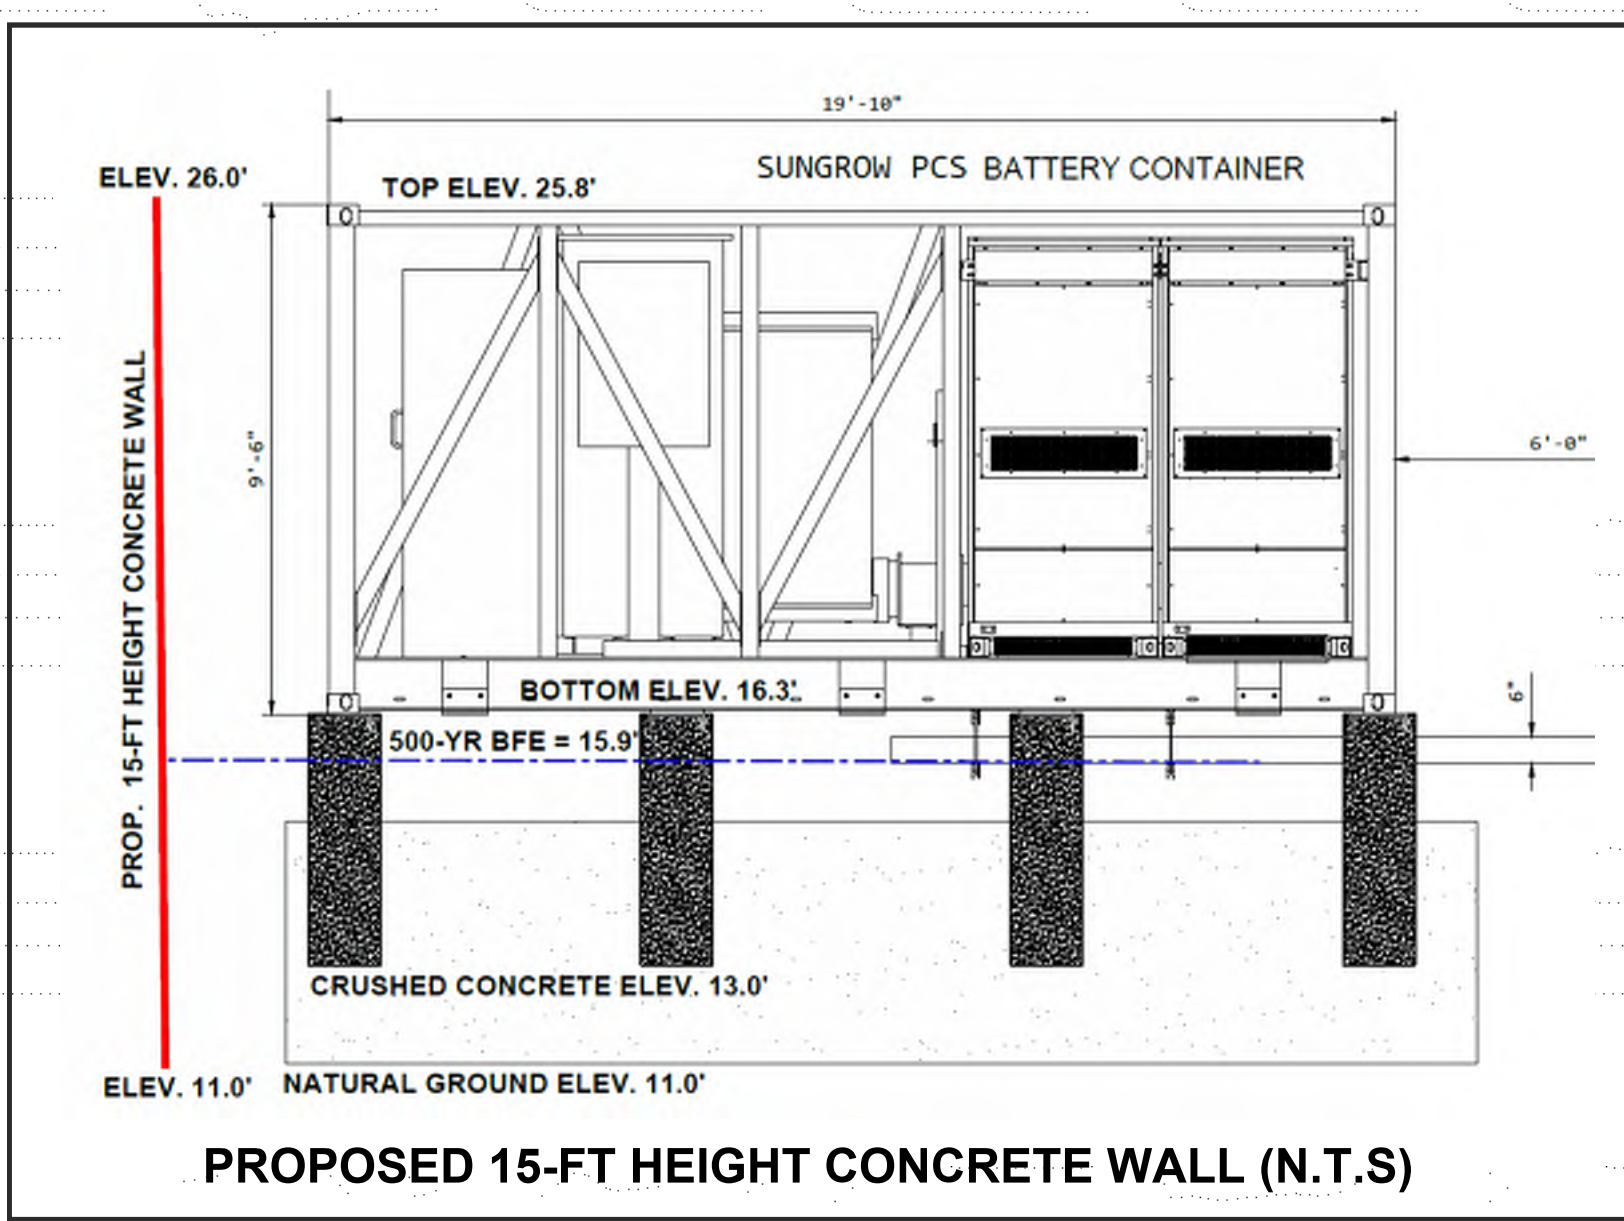 19'-10"
SUNGROW PCS BATTERY CONTAINER
ELEV. 26.0'
TOP ELEV. 25.8'
PROP. 15-FT HEIGHT CONCRETE WALL
9'-6"
6'-0"
BOTTOM ELEV. 16.3'
6"
500-YR BFE = 15.9'
CRUSHED CONCRETE ELEV. 13.0'
ELEV. 11.0'
NATURAL GROUND ELEV. 11.0'
PROPOSED 15-FT HEIGHT CONCRETE WALL (N.T.S)